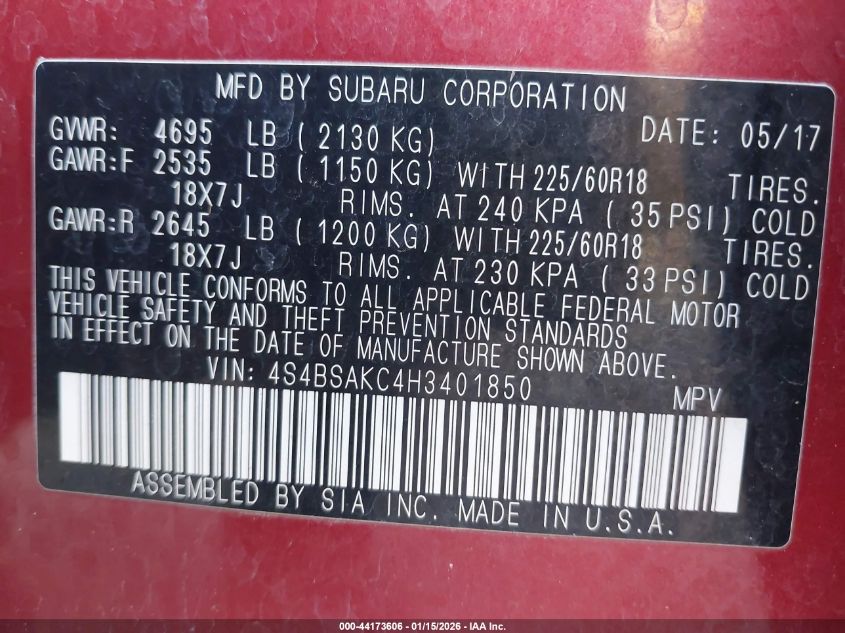 MFD BY SUBARU CORPORATION
GVWR: 4695 LB ( 2130 KG) DATE: 05/17
GAWR:F 2535 LB ( 1150 KG) WITH 225/60R18 TIRES.
18X7J RIMS. AT 240 KPA ( 35 PSI) COLD
GAWR:R 2645 LB ( 1200 KG) WITH 225/60R18 TIRES.
18X7J RIMS. AT 230 KPA ( 33 PSI) COLD
THIS VEHICLE CONFORMS TO ALL APPLICABLE FEDERAL MOTOR
VEHICLE SAFETY AND THEFT PREVENTION STANDARDS
IN EFFECT ON THE DATE OF MANUFACTURE SHOWN ABOVE.
VIN: 4S4BSAKC4H3401850 MPV
ASSEMBLED BY SIA INC. MADE IN U.S.A.
000-44173606 - 01/15/2026 - IAA Inc.